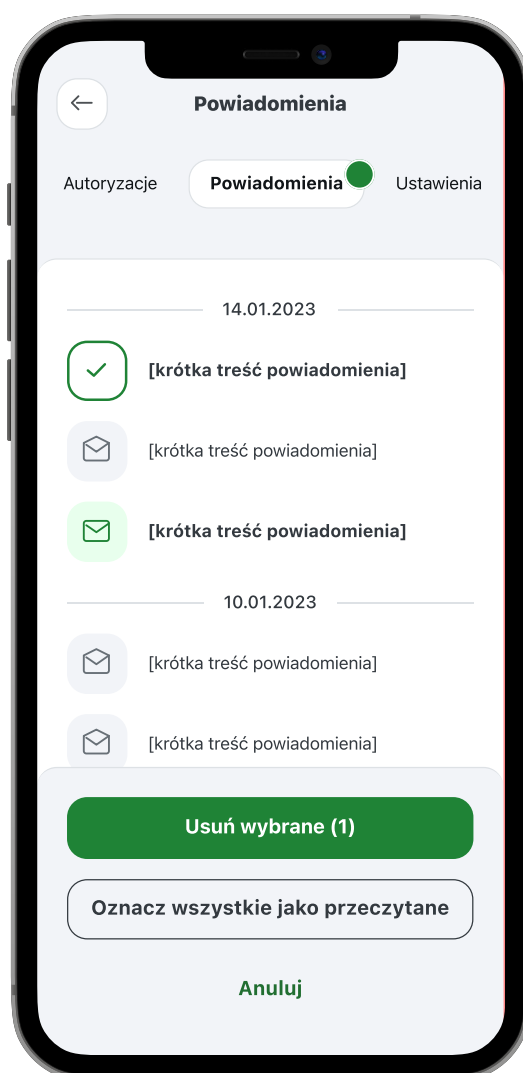 Powiadomienia
Autoryzacje Powiadomienia Ustawienia
14.01.2023
[krótka treść powiadomienia]
[krótka treść powiadomienia]
[krótka treść powiadomienia]
10.01.2023
[krótka treść powiadomienia]
[krótka treść powiadomienia]
Usuń wybrane (1)
Oznacz wszystkie jako przeczytane
Anuluj